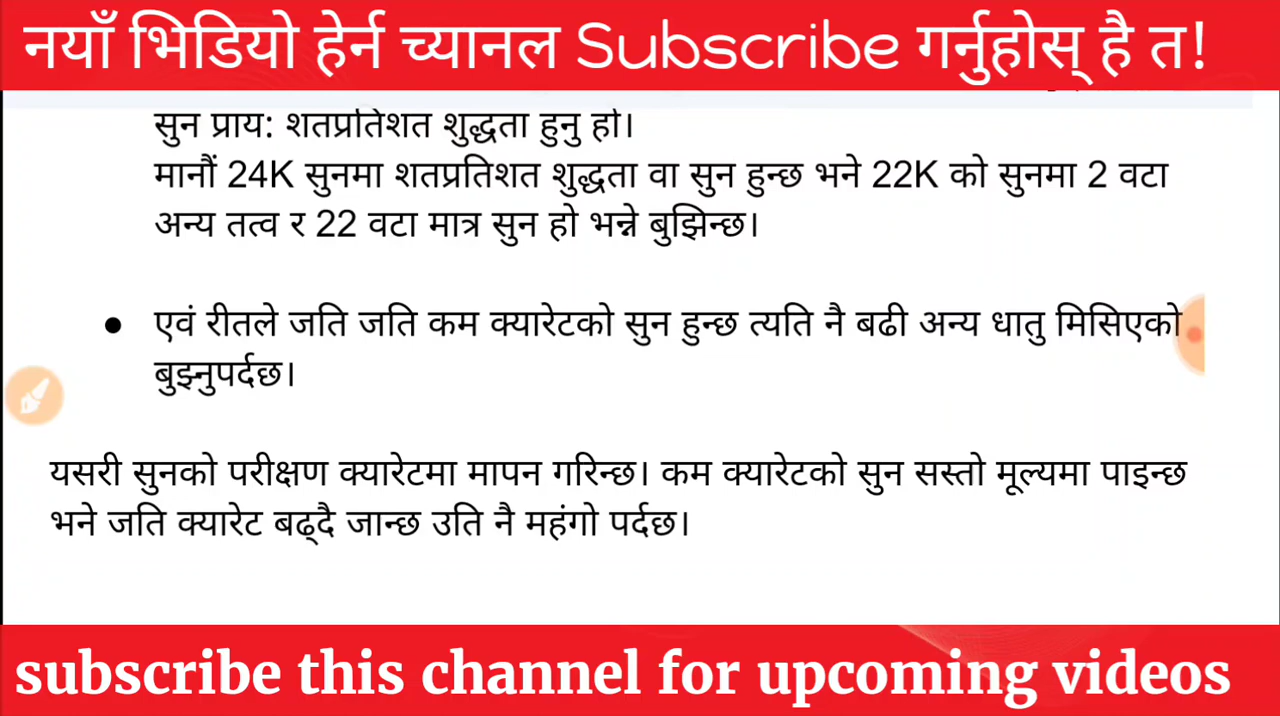 नयाँ भिडियो हेर्न च्यानल Subscribe गर्नुहोस् है त!
सुन प्राय: शतप्रतिशत शुद्धता हुनु हो।
मानौं 24K सुनमा शतप्रतिशत शुद्धता वा सुन हुन्छ भने 22K को सुनमा 2 वटा
अन्य तत्व र 22 वटा मात्र सुन हो भन्ने बुझिन्छ।
● एवं रीतले जति जति कम क्यारेटको सुन हुन्छ त्यति नै बढी अन्य धातु मिसिएको
बुझ्नुपर्दछ।
यसरी सुनको परीक्षण क्यारेटमा मापन गरिन्छ। कम क्यारेटको सुन सस्तो मूल्यमा पाइन्छ
भने जति क्यारेट बढ्दै जान्छ उति नै महंगो पर्दछ।
subscribe this channel for upcoming videos